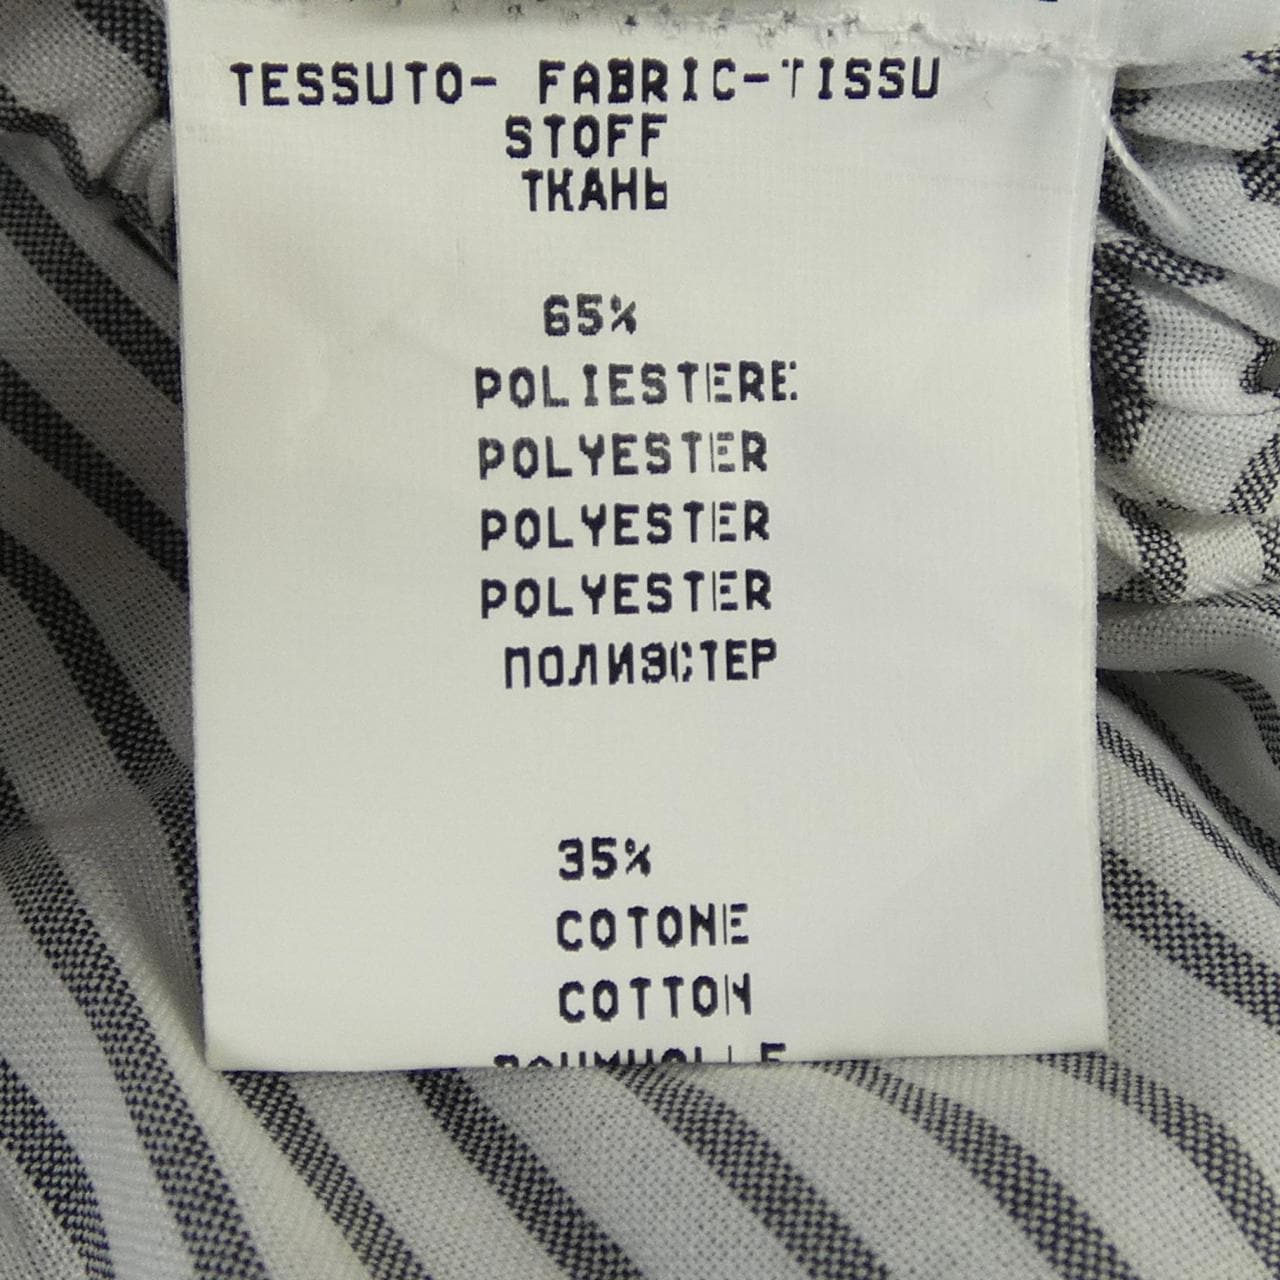 TESSUTO- FABRIC-TISSU
STOFF
ТКАНЬ
65%
POLIESTERE
POLYESTER
POLYESTER
POLYESTER
ПОЛИЭСТЕР
35%
COTONE
COTTON